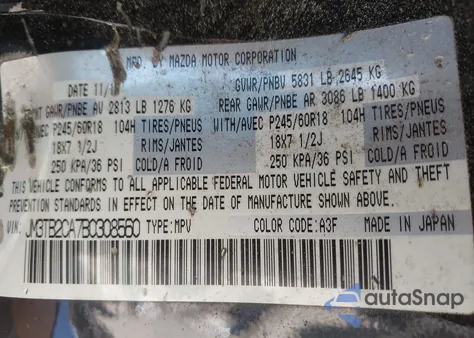 MFD. BY MAZDA MOTOR CORPORATION
DATE 11/1
GVWR/PNBV 5831 LB 2645 KG
NT GAWR/PNBE AV 2813 LB 1276 KG
REAR GAWR/PNBE AR 3086 LB 1400 KG
AVEC P245/60R18 104H TIRES/PNEUS
WITH/AVEC P245/60R18 104H TIRES/PNEUS
18X7 1/2J RIMS/JANTES
18X7 1/2J RIMS/JANTES
250 KPA/36 PSI COLD/A FROID
250 KPA/36 PSI COLD/A FROID
THIS VEHICLE CONFORMS TO ALL APPLICABLE FEDERAL MOTOR VEHICLE SAFETY AND THEFT
PREVENTION STANDARDS IN EFFECT ON THE DATE OF MANUFACTURE SHOWN ABOVE.
VIN: JM3TB2CA7B0308560 TYPE:MPV COLOR CODE: A3F MADE IN JAPAN
autoSnap